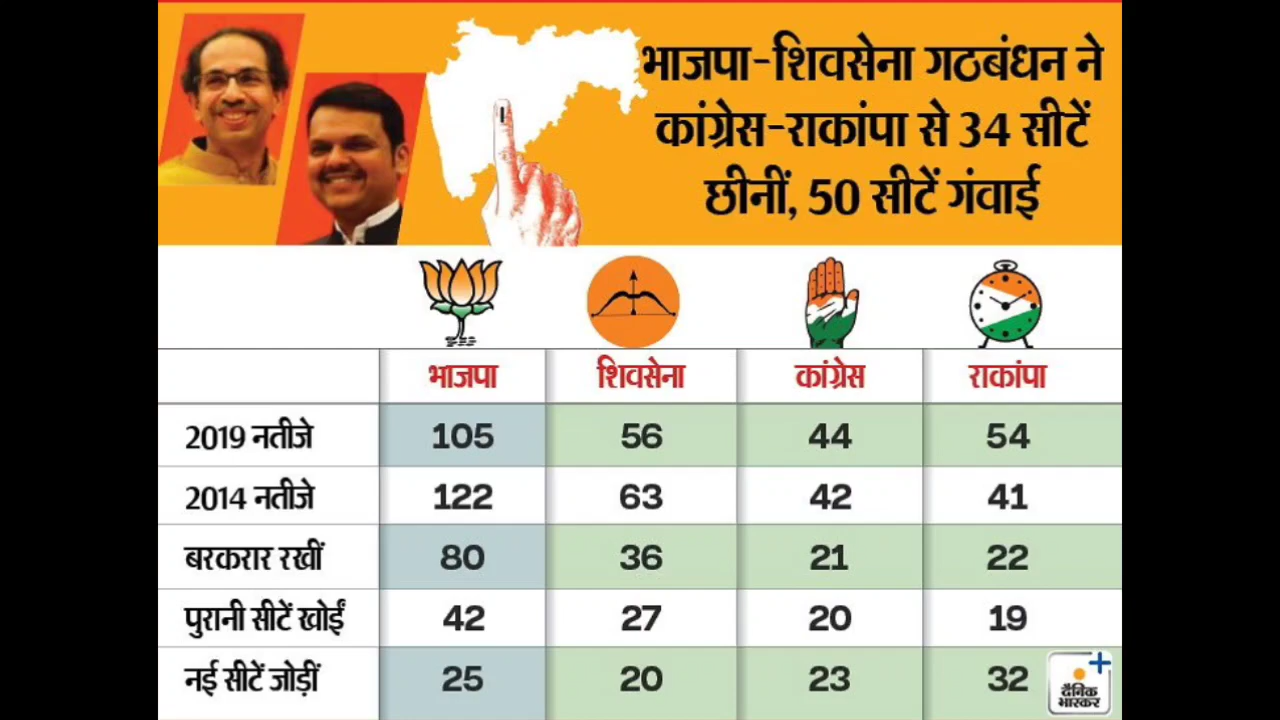 भाजपा-शिवसेना गठबंधन ने
कांग्रेस-राकांपा से 34 सीटें
छीनीं, 50 सीटें गंवाई
भाजपा शिवसेना कांग्रेस राकांपा
2019 नतीजे 105 56 44 54
2014 नतीजे 122 63 42 41
बरकरार रखीं 80 36 21 22
पुरानी सीटें खोईं 42 27 20 19
नई सीटें जोड़ीं 25 20 23 32
दैनिक
भास्कर